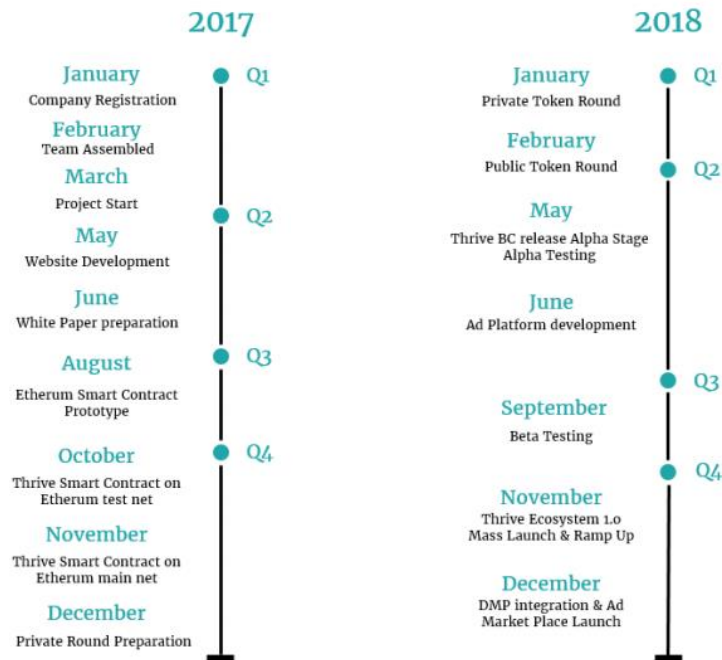 2017
January
Q1
Company Registration
February
Team Assembled
March
Project Start
Q2
May
Website Development
June
White Paper preparation
Q3
August
Etherum Smart Contract
Prototype
Q4
October
Thrive Smart Contract on
Etherum test net
November
Thrive Smart Contract on
Etherum main net
December
Private Round Preparation
2018
January
Q1
Private Token Round
February
Public Token Round
Q2
May
Thrive BC release Alpha Stage
Alpha Testing
June
Ad Platform development
Q3
September
Beta Testing
Q4
November
Thrive Ecosystem 1.0
Mass Launch & Ramp Up
December
DMP integration & Ad
Market Place Launch